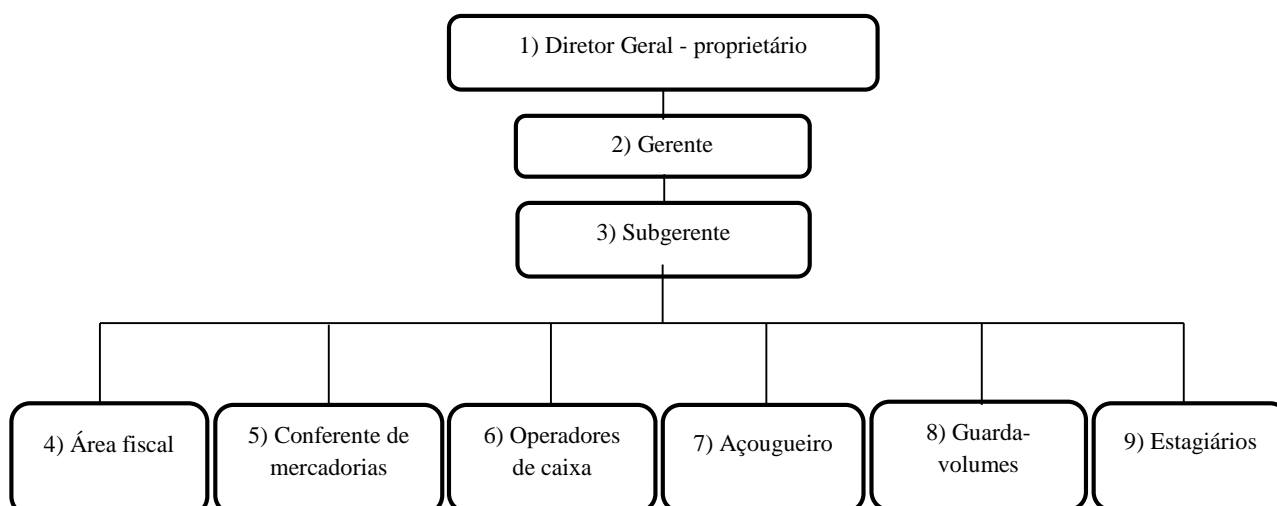 1) Diretor Geral - proprietário
2) Gerente
3) Subgerente
4) Área fiscal
5) Conferente de
mercadorias
6) Operadores
de caixa
7) Açougueiro
8) Guarda-
volumes
9) Estagiários